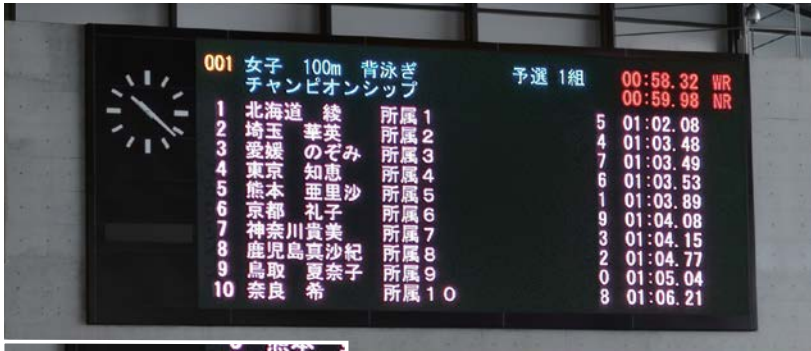 001 女子 100m 背泳ぎ 予選 1組 00:58.32 WR
チャンピオンシップ 00:59.98 NR
1 北海道 綾 所属1 5 01:02.08
2 埼玉 華英 所属2 4 01:03.48
3 愛媛 のぞみ 所属3 7 01:03.49
4 東京 知恵 所属4 6 01:03.53
5 熊本 亜里沙 所属5 1 01:03.89
6 京都 礼子 所属6 9 01:04.08
7 神奈川貴美 所属7 3 01:04.15
8 鹿児島真沙紀 所属8 2 01:04.77
9 鳥取 夏奈子 所属9 0 01:05.04
10 奈良 希 所属10 8 01:06.21